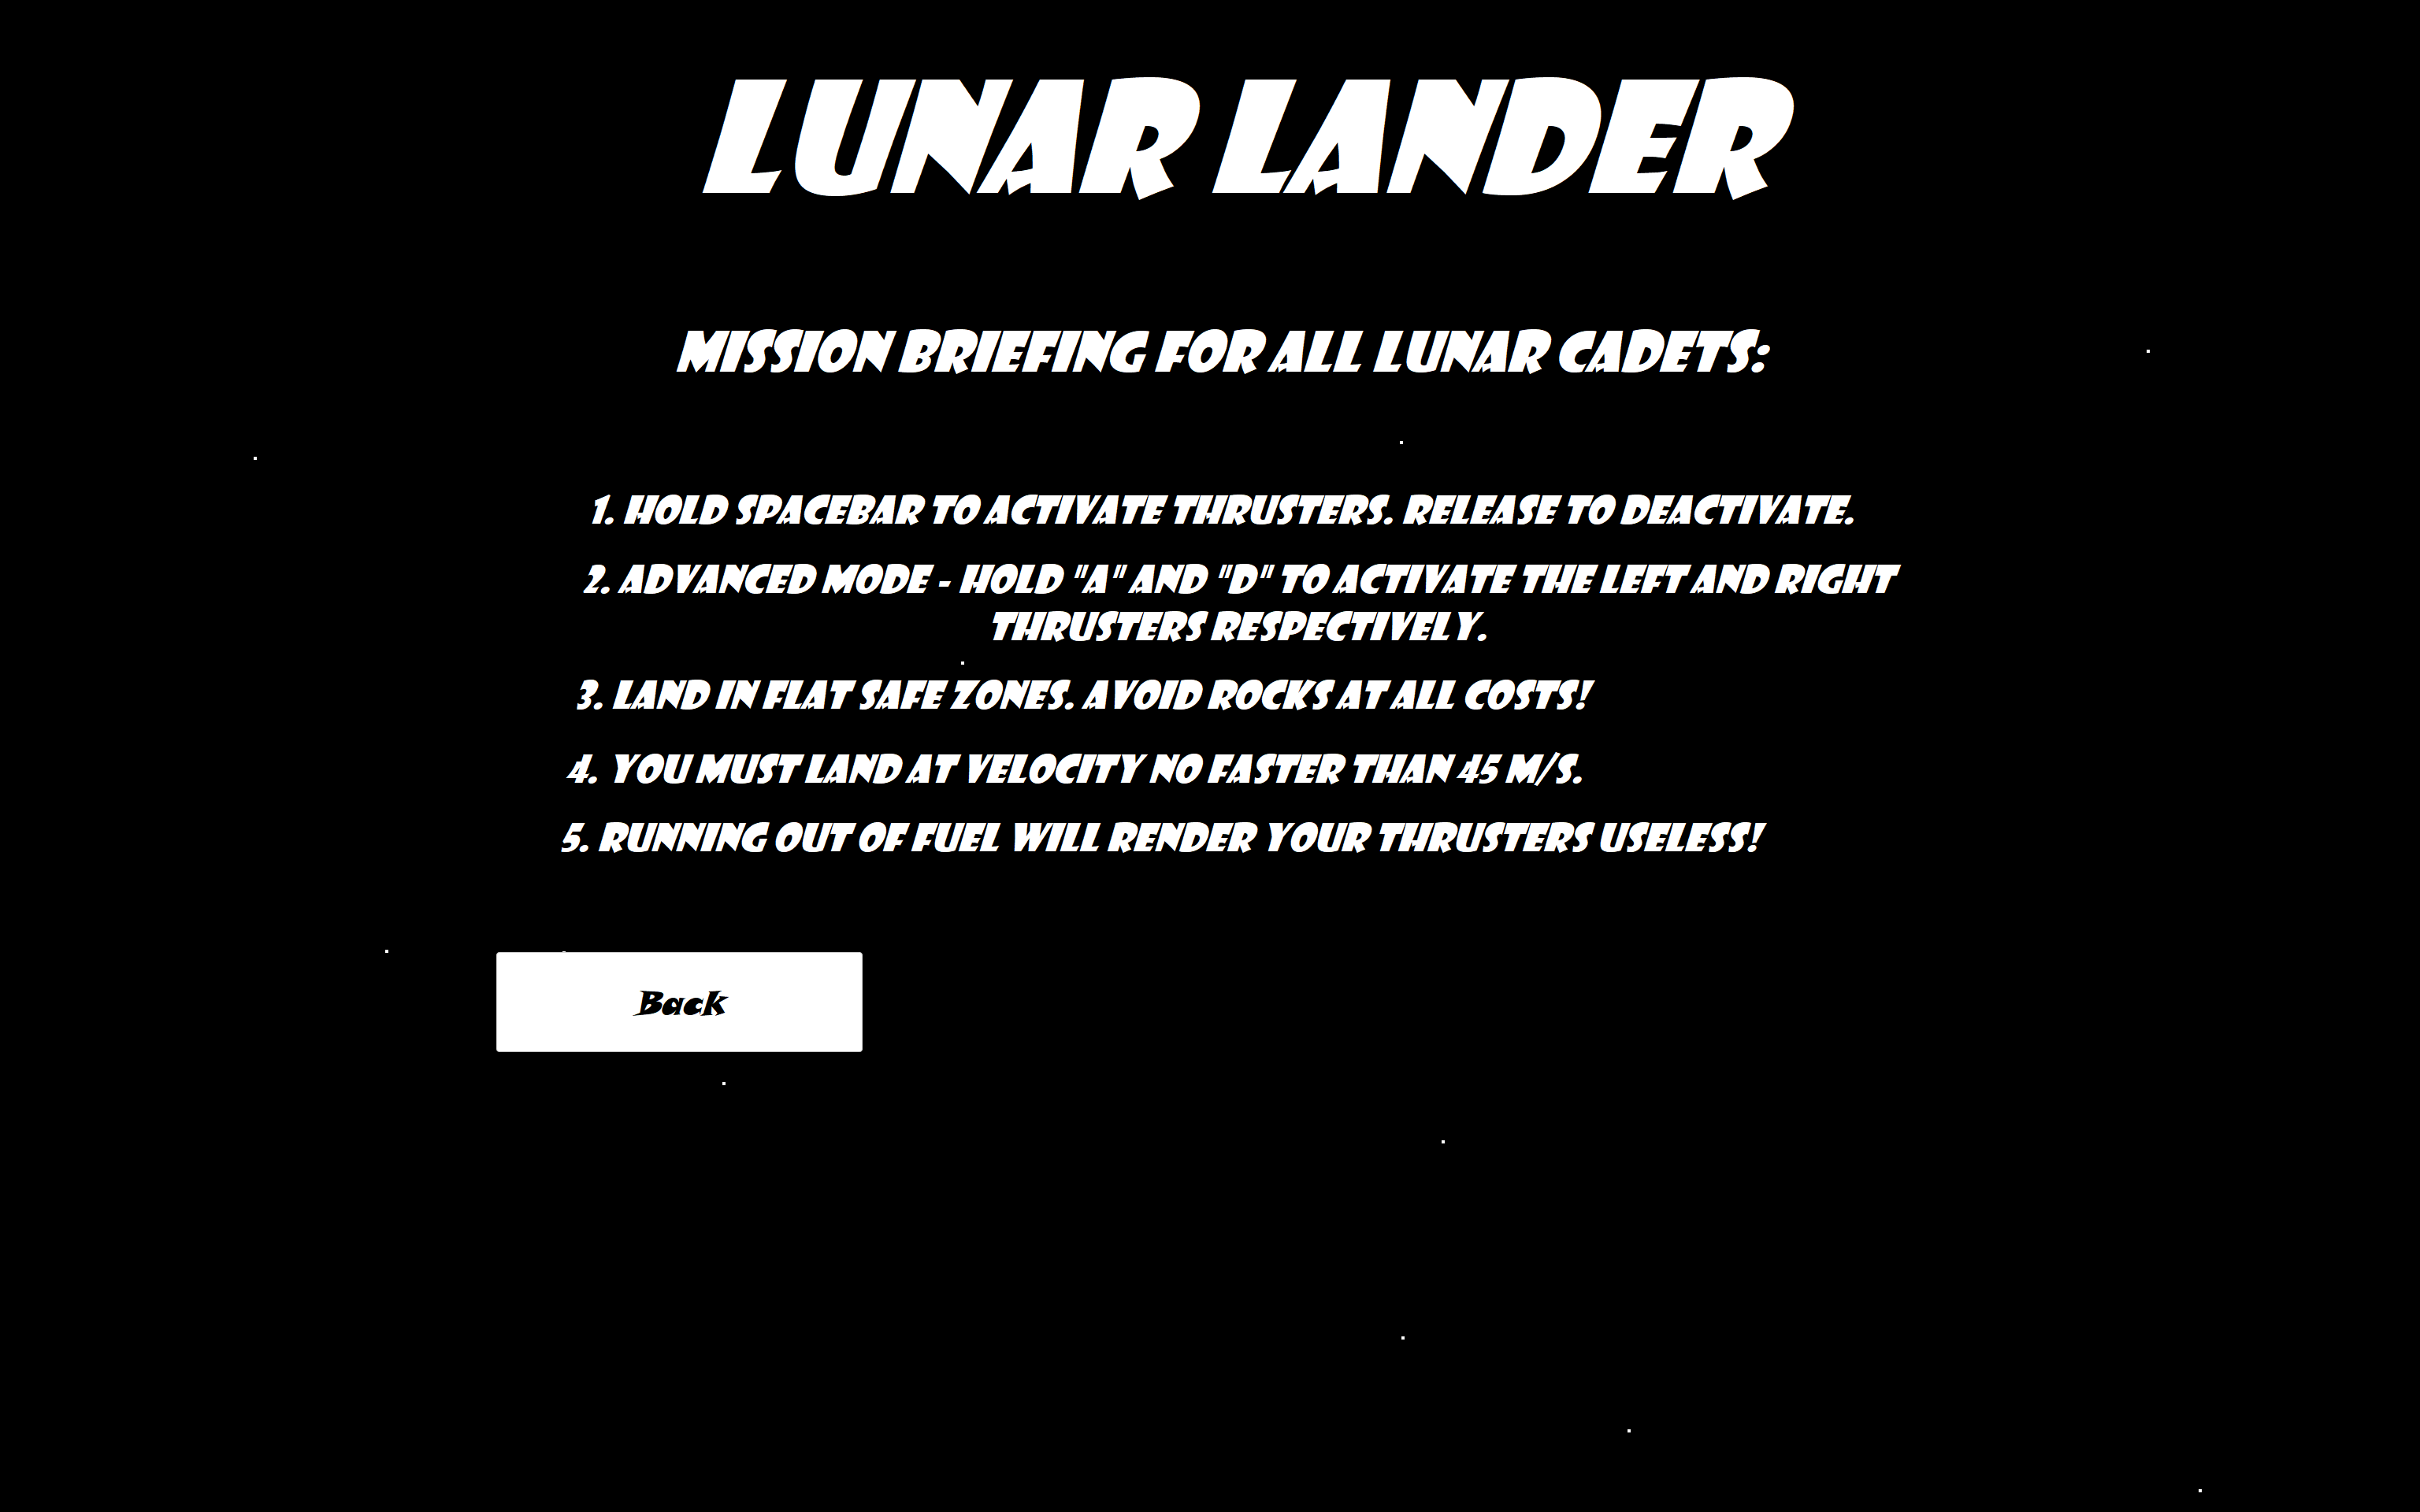 LUNAR LANDER
MISSION BRIEFING FOR ALL LUNAR CADETS:
1. HOLD SPACEBAR TO ACTIVATE THRUSTERS. RELEASE TO DEACTIVATE.
2. ADVANCED MODE - HOLD "A" AND "D" TO ACTIVATE THE LEFT AND RIGHT
THRUSTERS RESPECTIVELY.
3. LAND IN FLAT SAFE ZONES. AVOID ROCKS AT ALL COSTS!
4. YOU MUST LAND AT VELOCITY NO FASTER THAN 45 M/S.
5. RUNNING OUT OF FUEL WILL RENDER YOUR THRUSTERS USELESS!
Back